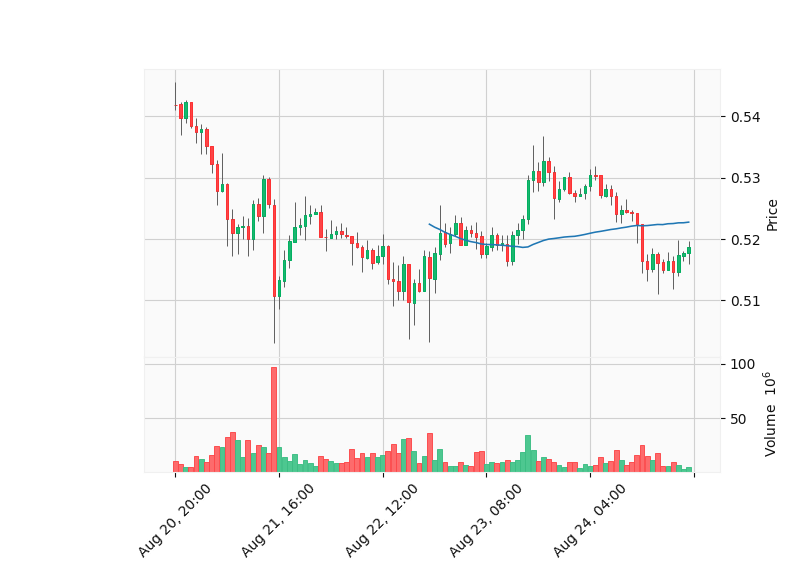 0.54
0.53
0.52
0.51
Price
100
50
Volume 10^6
Aug 20, 20:00
Aug 21, 16:00
Aug 22, 12:00
Aug 23, 08:00
Aug 24, 04:00